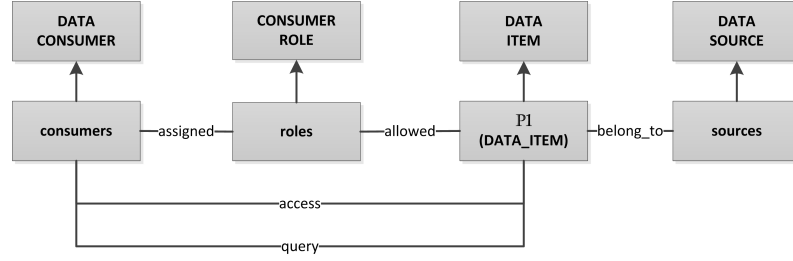 DATA
CONSUMER
CONSUMER
ROLE
DATA
ITEM
DATA
SOURCE
consumers
assigned
roles
allowed
P1
(DATA_ITEM)
belong_to
sources
access
query